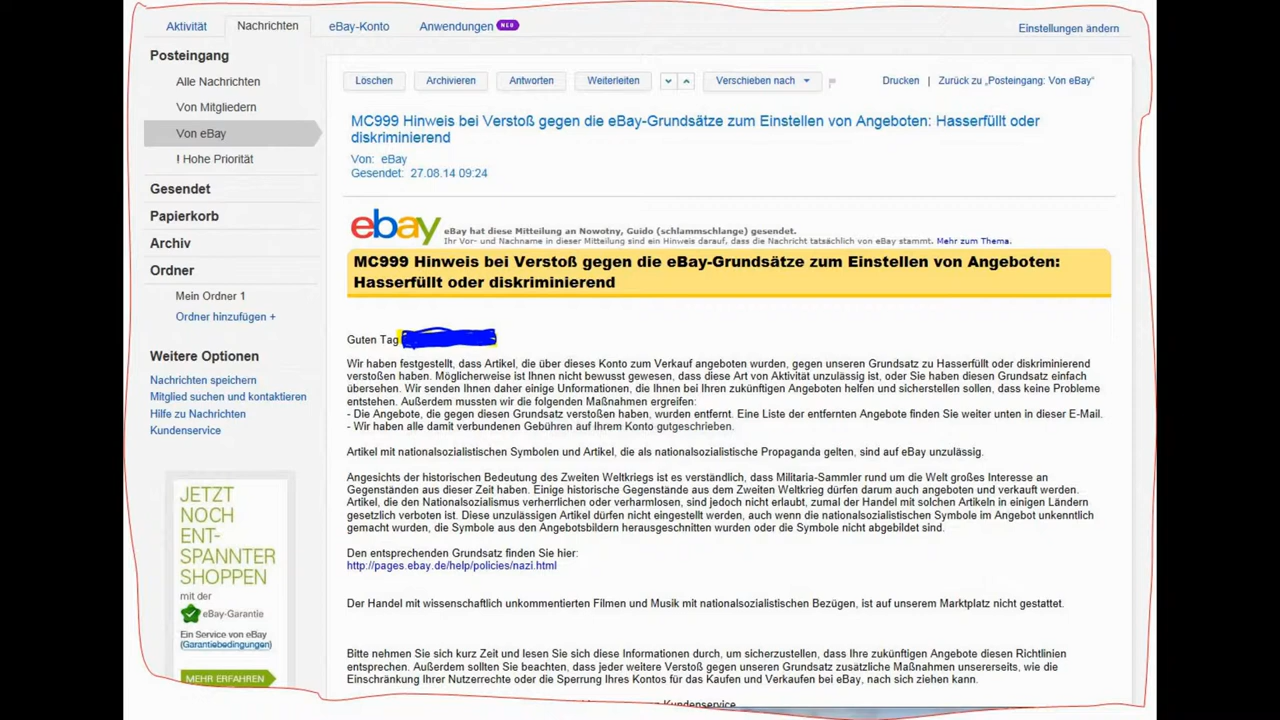 Aktivität Nachrichten eBay-Konto Anwendungen NEU Einstellungen ändern
Posteingang
Alle Nachrichten
Von Mitgliedern
Von eBay
! Hohe Priorität
Gesendet
Papierkorb
Archiv
Ordner
Mein Ordner 1
Ordner hinzufügen +
Weitere Optionen
Nachrichten speichern
Mitglied suchen und kontaktieren
Hilfe zu Nachrichten
Kundenservice
JETZT
NOCH
ENT-
SPANNTER
SHOPPEN
mit der
eBay-Garantie
Ein Service von eBay
(Garantiebedingungen)
MEHR ERFAHREN
Löschen Archivieren Antworten Weiterleiten Verschieben nach Drucken | Zurück zu „Posteingang: Von eBay“
MC999 Hinweis bei Verstoß gegen die eBay-Grundsätze zum Einstellen von Angeboten: Hasserfüllt oder
diskriminierend
Von: eBay
Gesendet: 27.08.14 09:24
ebay
eBay hat diese Mitteilung an Nowotny, Guido (schlammschlange) gesendet.
Ihr Vor- und Nachname in dieser Mitteilung sind ein Hinweis darauf, dass die Nachricht tatsächlich von eBay stammt. Mehr zum Thema.
MC999 Hinweis bei Verstoß gegen die eBay-Grundsätze zum Einstellen von Angeboten:
Hasserfüllt oder diskriminierend
Guten Tag
Wir haben festgestellt, dass Artikel, die über dieses Konto zum Verkauf angeboten wurden, gegen unseren Grundsatz zu Hasserfüllt oder diskriminierend
verstoßen haben. Möglicherweise ist Ihnen nicht bewusst gewesen, dass diese Art von Aktivität unzulässig ist, oder Sie haben diesen Grundsatz einfach
übersehen. Wir senden Ihnen daher einige Unformationen, die Ihnen bei Ihren zukünftigen Angeboten helfen und sicherstellen sollen, dass keine Probleme
entstehen. Außerdem mussten wir die folgenden Maßnahmen ergreifen:
- Die Angebote, die gegen diesen Grundsatz verstoßen haben, wurden entfernt. Eine Liste der entfernten Angebote finden Sie weiter unten in dieser E-Mail.
- Wir haben alle damit verbundenen Gebühren auf Ihrem Konto gutgeschrieben.
Artikel mit nationalsozialistischen Symbolen und Artikel, die als nationalsozialistische Propaganda gelten, sind auf eBay unzulässig.
Angesichts der historischen Bedeutung des Zweiten Weltkriegs ist es verständlich, dass Militaria-Sammler rund um die Welt großes Interesse an
Gegenständen aus dieser Zeit haben. Einige historische Gegenstände aus dem Zweiten Weltkrieg dürfen darum auch angeboten und verkauft werden.
Artikel, die den Nationalsozialismus verherrlichen oder verharmlosen, sind jedoch nicht erlaubt, zumal der Handel mit solchen Artikeln in einigen Ländern
gesetzlich verboten ist. Diese unzulässigen Artikel dürfen nicht eingestellt werden, auch wenn die nationalsozialistischen Symbole im Angebot unkenntlich
gemacht wurden, die Symbole aus den Angebotsbildern herausgeschnitten wurden oder die Symbole nicht abgebildet sind.
Den entsprechenden Grundsatz finden Sie hier:
http://pages.ebay.de/help/policies/nazi.html
Der Handel mit wissenschaftlich unkommentierten Filmen und Musik mit nationalsozialistischen Bezügen, ist auf unserem Marktplatz nicht gestattet.
Bitte nehmen Sie sich kurz Zeit und lesen Sie sich diese Informationen durch, um sicherzustellen, dass Ihre zukünftigen Angebote diesen Richtlinien
entsprechen. Außerdem sollten Sie beachten, dass jeder weitere Verstoß gegen unseren Grundsatz zusätzliche Maßnahmen unsererseits, wie die
Einschränkung Ihrer Nutzerrechte oder die Sperrung Ihres Kontos für das Kaufen und Verkaufen bei eBay, nach sich ziehen kann.
Kundenservice